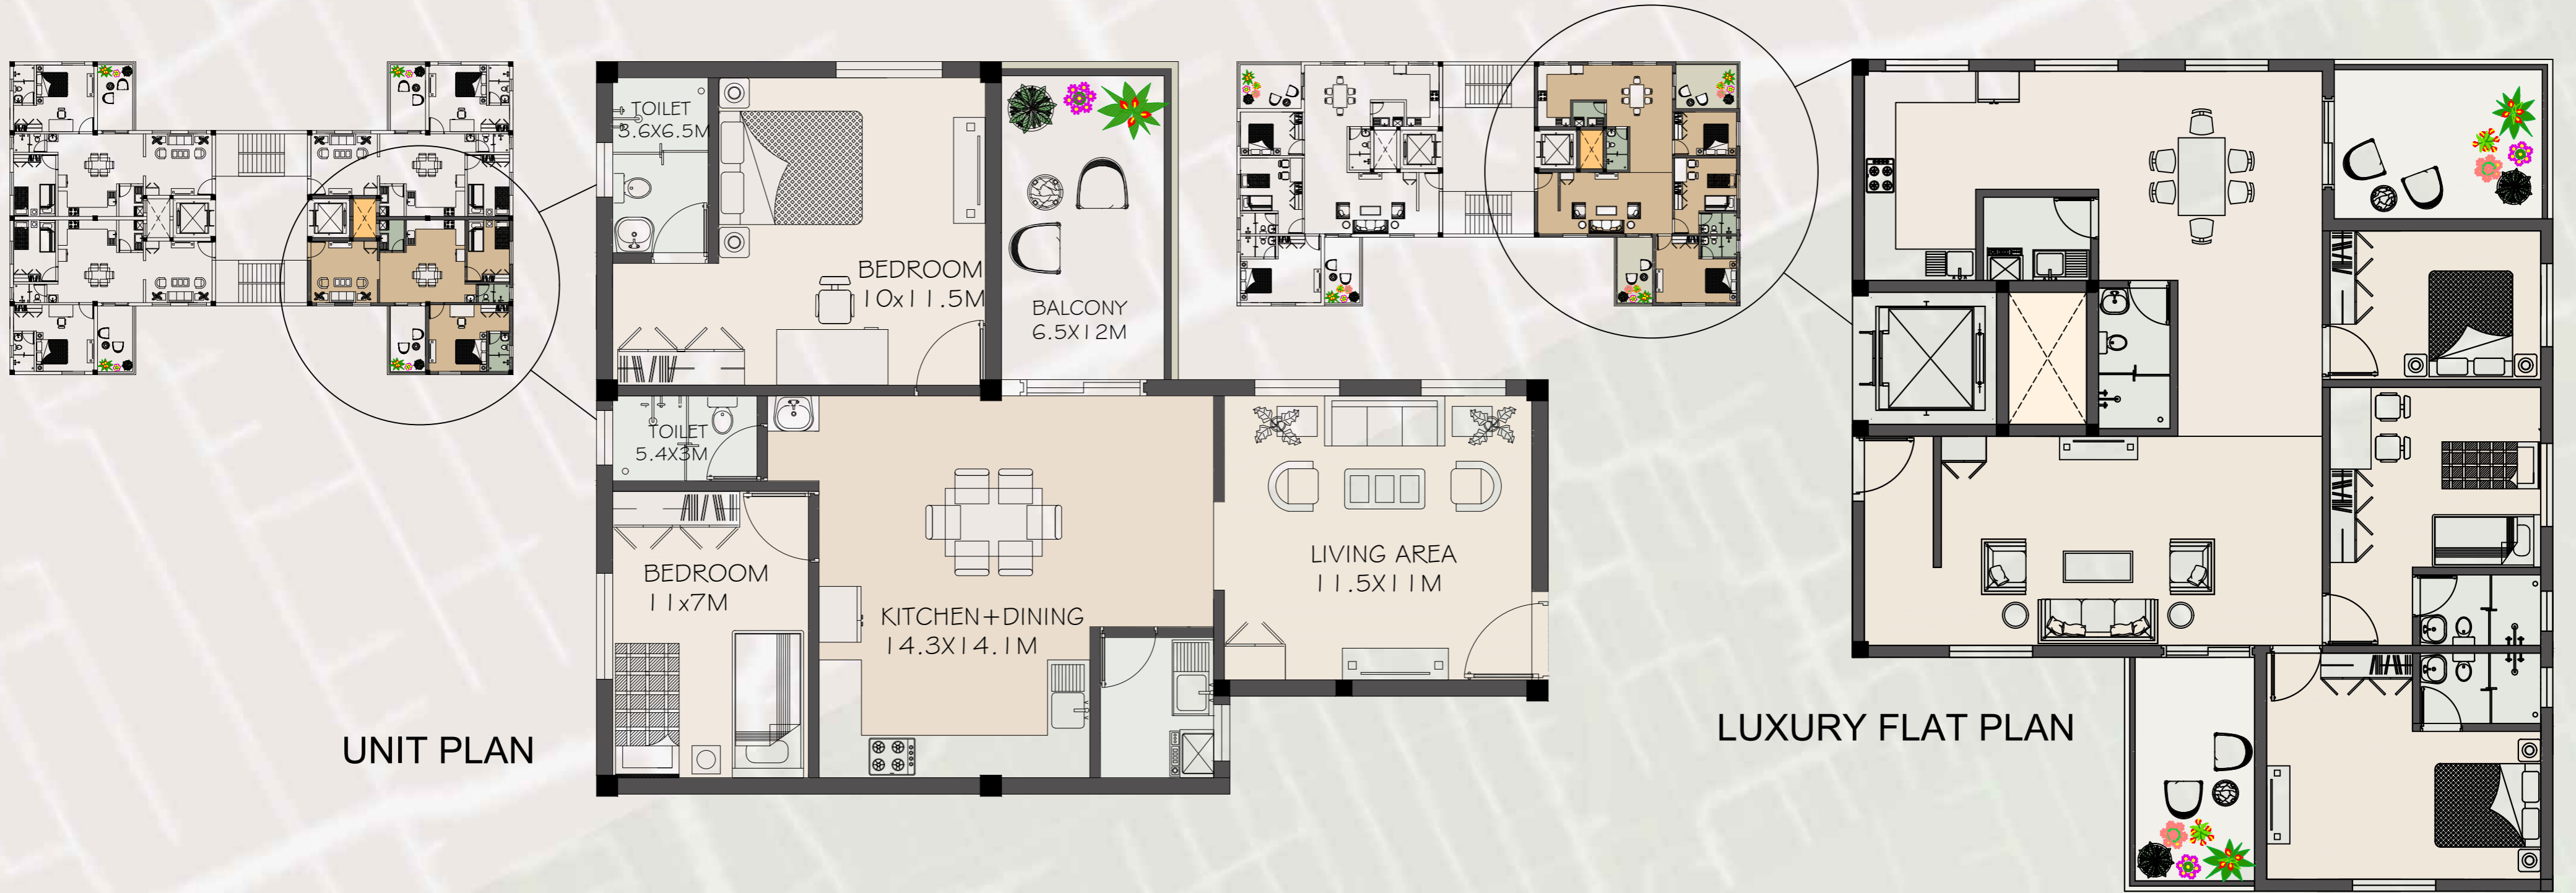 TOILET
3.6X6.5M
BEDROOM
10x11.5M
BALCONY
6.5X12M
TOILET
5.4X3M
BEDROOM
11x7M
KITCHEN+DINING
14.3X14.1M
LIVING AREA
11.5X11M
UNIT PLAN
LUXURY FLAT PLAN